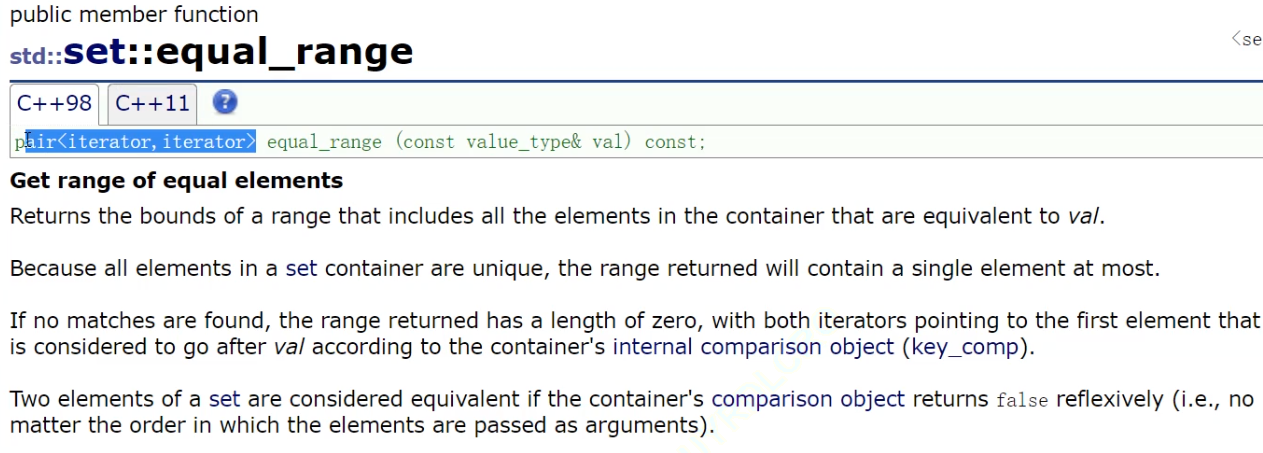 public member function
std::set::equal_range
<se
C++98 C++11 ?
pair<iterator,iterator> equal_range (const value_type& val) const;
Get range of equal elements
Returns the bounds of a range that includes all the elements in the container that are equivalent to val.
Because all elements in a set container are unique, the range returned will contain a single element at most.
If no matches are found, the range returned has a length of zero, with both iterators pointing to the first element that
is considered to go after val according to the container's internal comparison object (key_comp).
Two elements of a set are considered equivalent if the container's comparison object returns false reflexively (i.e., no
matter the order in which the elements are passed as arguments).